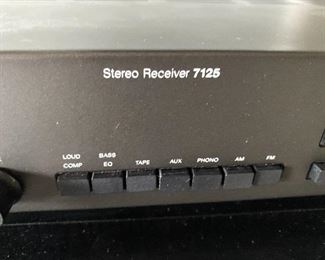 Stereo Receiver 7125
LOUD COMP BASS EQ TAPE AUX PHONO AM FM